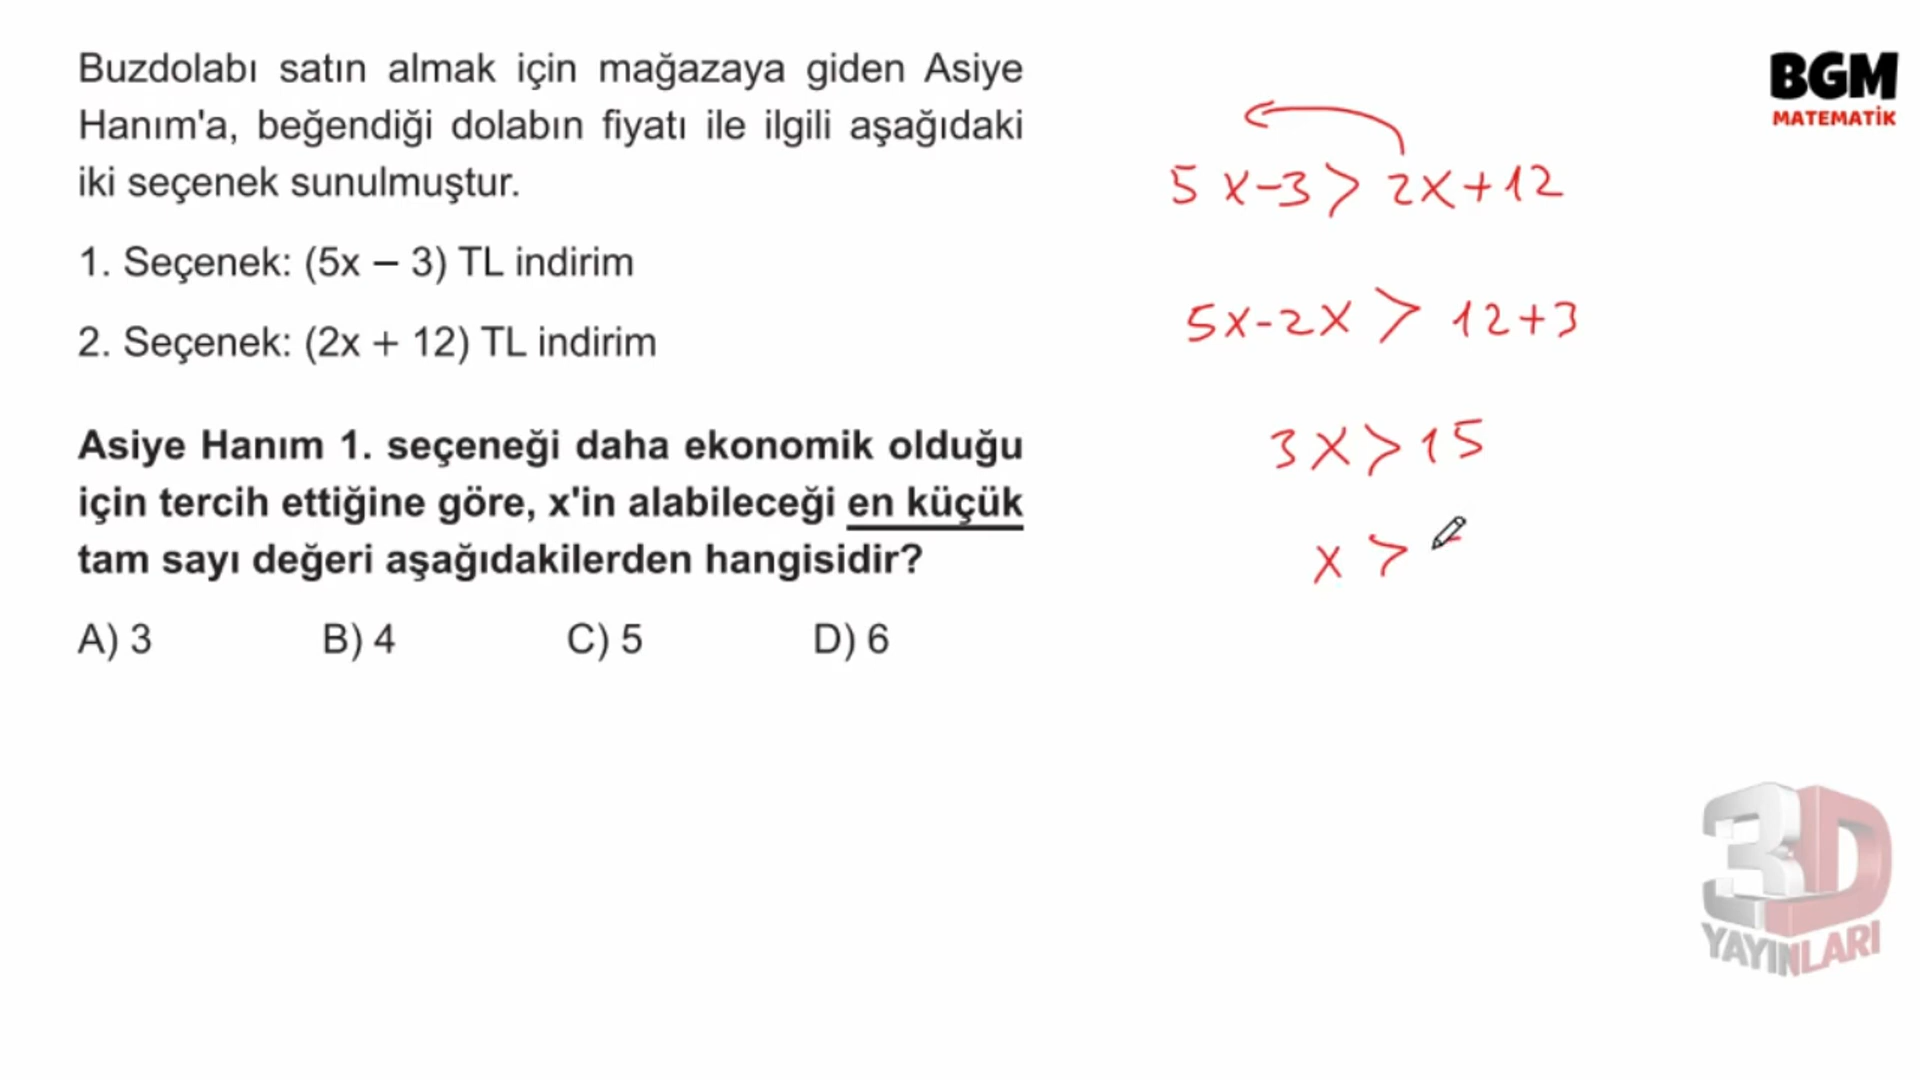 Buzdolabı satın almak için mağazaya giden Asiye
Hanım'a, beğendiği dolabın fiyatı ile ilgili aşağıdaki
iki seçenek sunulmuştur.
1. Seçenek: (5x – 3) TL indirim
2. Seçenek: (2x + 12) TL indirim
Asiye Hanım 1. seçeneği daha ekonomik olduğu
için tercih ettiğine göre, x'in alabileceği en küçük
tam sayı değeri aşağıdakilerden hangisidir?
A) 3 B) 4 C) 5 D) 6
5x-3>2x+12
5x-2x>12+3
3x>15
x>
BGM
MATEMATİK
3D
YAYINLARI